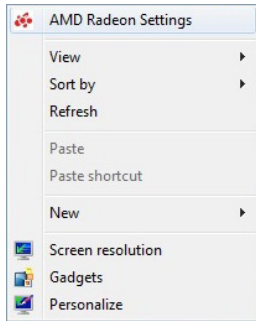 AMD Radeon Settings
View
Sort by
Refresh
Paste
Paste shortcut
New
Screen resolution
Gadgets
Personalize